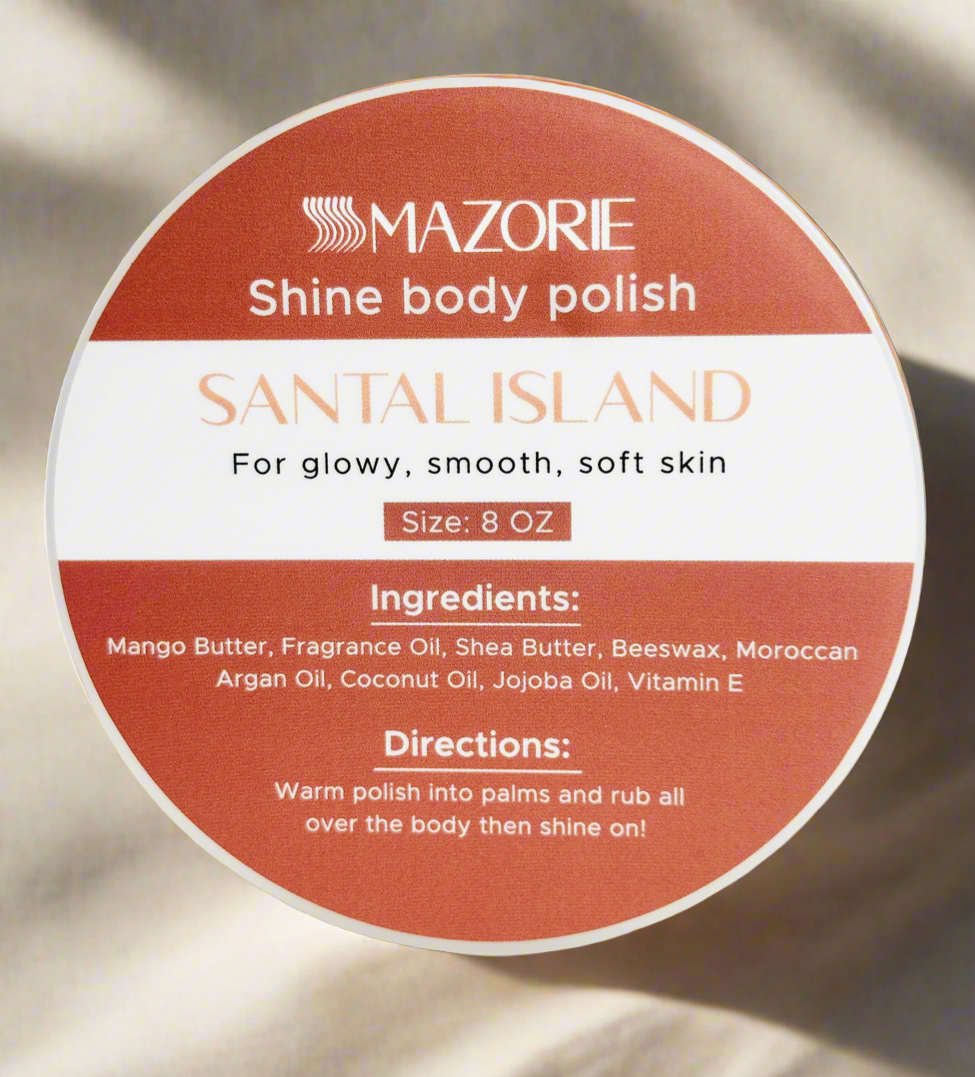 MAZORIE
Shine body polish
SANTAL ISLAND
For glowy, smooth, soft skin
Size: 8 OZ
Ingredients:
Mango Butter, Fragrance Oil, Shea Butter, Beeswax, Moroccan
Argan Oil, Coconut Oil, Jojoba Oil, Vitamin E
Directions:
Warm polish into palms and rub all
over the body then shine on!